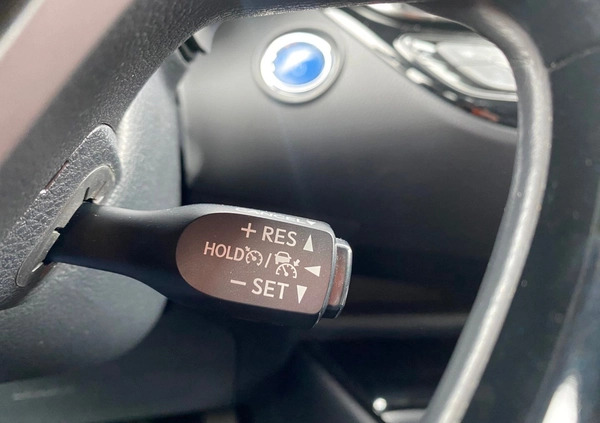 + RES ▲
HOLD / ◀
− SET ▼